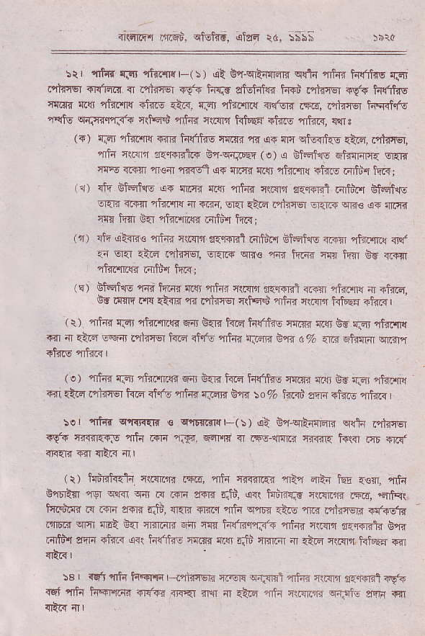 বাংলাদেশ গেজেট, অতিরিক্ত, এপ্রিল ২৫, ১৯৯৯ ১৯২৫
১২। পানির মূল্য পরিশোধ।—(১) এই উপ-আইনমালার অধীন পানির নির্ধারিত মূল্য
পৌরসভা কার্যালয়ে বা পৌরসভা কর্তৃক নিযুক্ত প্রতিনিধির নিকট পৌরসভা কর্তৃক নির্ধারিত
সময়ের মধ্যে পরিশোধ করিতে হইবে, মূল্য পরিশোধে ব্যর্থতার ক্ষেত্রে, পৌরসভা নিম্নবর্ণিত
পদ্ধতি অনুসরণপূর্বক সংশ্লিষ্ট পানির সংযোগ বিচ্ছিন্ন করিতে পারিবে, যথাঃ
(ক) মূল্য পরিশোধ করার নির্ধারিত সময়ের পর এক মাস অতিবাহিত হইলে, পৌরসভা,
পানি সংযোগ গ্রহণকারীকে উপ-অনুচ্ছেদ (৩) এ উল্লিখিত জরিমানাসহ তাহার
সমস্ত বকেয়া পাওনা পরবর্তী এক মাসের মধ্যে পরিশোধ করিতে নোটিশ দিবে;
(খ) যদি উল্লিখিত এক মাসের মধ্যে পানির সংযোগ গ্রহণকারী নোটিশে উল্লিখিত
তাহার বকেয়া পরিশোধ না করেন, তাহা হইলে পৌরসভা তাহাকে আরও এক মাসের
সময় দিয়া উহা পরিশোধের নোটিশ দিবে;
(গ) যদি এইবারও পানির সংযোগ গ্রহণকারী নোটিশে উল্লিখিত বকেয়া পরিশোধে ব্যর্থ
হন তাহা হইলে পৌরসভা, তাহাকে আরও পনর দিনের সময় দিয়া উক্ত বকেয়া
পরিশোধের নোটিশ দিবে;
(ঘ) উল্লিখিত পনর দিনের মধ্যে পানির সংযোগ গ্রহণকারী বকেয়া পরিশোধ না করিলে,
উক্ত মেয়াদ শেষ হইবার পর পৌরসভা সংশ্লিষ্ট পানির সংযোগ বিচ্ছিন্ন করিবে।
(২) পানির মূল্য পরিশোধের জন্য উহার বিলে নির্ধারিত সময়ের মধ্যে উক্ত মূল্য পরিশোধ
করা না হইলে তজ্জন্য পৌরসভা বিলে বর্ণিত পানির মূল্যের উপর ৫% হারে জরিমানা আরোপ
করিতে পারিবে।
(৩) পানির মূল্য পরিশোধের জন্য উহার বিলে নির্ধারিত সময়ের মধ্যে উক্ত মূল্য পরিশোধ
করা হইলে পৌরসভা বিলে বর্ণিত পানির মূল্যের উপর ১০% রিবেট প্রদান করিতে পারিবে।
১৩। পানির অপব্যবহার ও অপচয়রোধ।—(১) এই উপ-আইনমালার অধীন পৌরসভা
কর্তৃক সরবরাহকৃত পানি কোন পুকুর, জলাশয় বা ক্ষেত-খামারে সরবরাহ কিংবা সেচ কার্যে
ব্যবহার করা যাইবে না।
(২) মিটারবিহীন সংযোগের ক্ষেত্রে, পানি সরবরাহের পাইপ লাইন ছিদ্র হওয়া, পানি
উপচাইয়া পড়া অথবা অন্য যে কোন প্রকার ত্রুটি, এবং মিটারযুক্ত সংযোগের ক্ষেত্রে, প্লাম্বিং
সিস্টেমের যে কোন প্রকার ত্রুটি, যাহার কারণে পানি অপচয় হইতে পারে পৌরসভার কর্মকর্তার
গোচরে আসা মাত্রই উহা সারানোর জন্য সময় নির্ধারণপূর্বক পানির সংযোগ গ্রহণকারীর উপর
নোটিশ প্রদান করিবে এবং নির্ধারিত সময়ের মধ্যে ত্রুটি সারানো না হইলে সংযোগ বিচ্ছিন্ন করা
যাইবে।
১৪। বর্জ্য পানি নিষ্কাশন।—পৌরসভার সন্তোষ অনুযায়ী পানির সংযোগ গ্রহণকারী কর্তৃক
বর্জ্য পানি নিষ্কাশনের কার্যকর ব্যবস্থা রাখা না হইলে পানি সংযোগের অনুমতি প্রদান করা
যাইবে না।